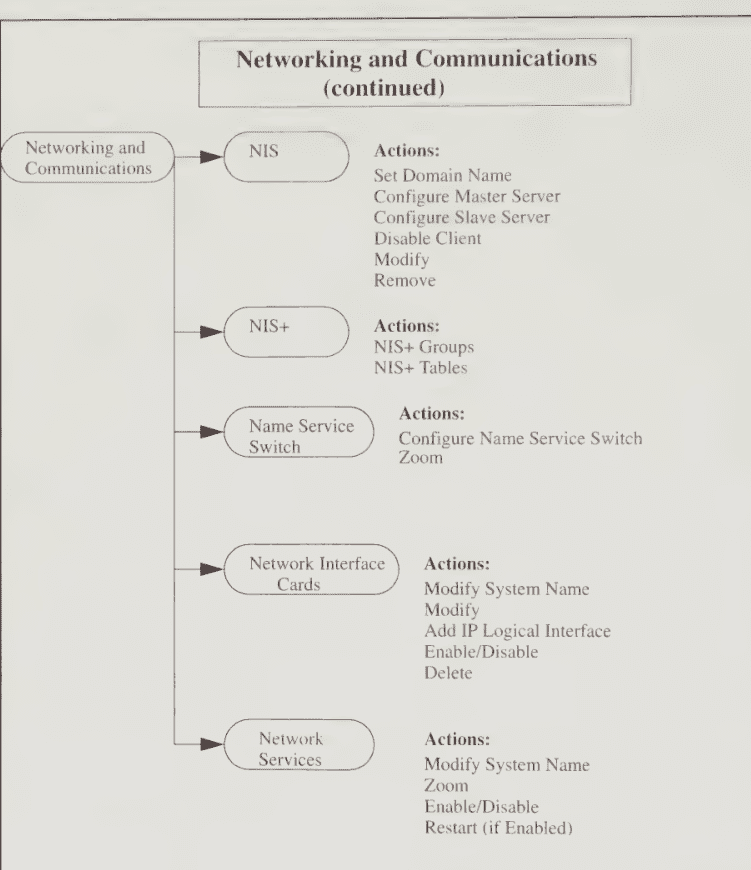 Networking and Communications
(continued)
Networking and
Communications
NIS
Actions:
Set Domain Name
Configure Master Server
Configure Slave Server
Disable Client
Modify
Remove
NIS+
Actions:
NIS+ Groups
NIS+ Tables
Name Service
Switch
Actions:
Configure Name Service Switch
Zoom
Network Interface
Cards
Actions:
Modify System Name
Modify
Add IP Logical Interface
Enable/Disable
Delete
Network
Services
Actions:
Modify System Name
Zoom
Enable/Disable
Restart (if Enabled)